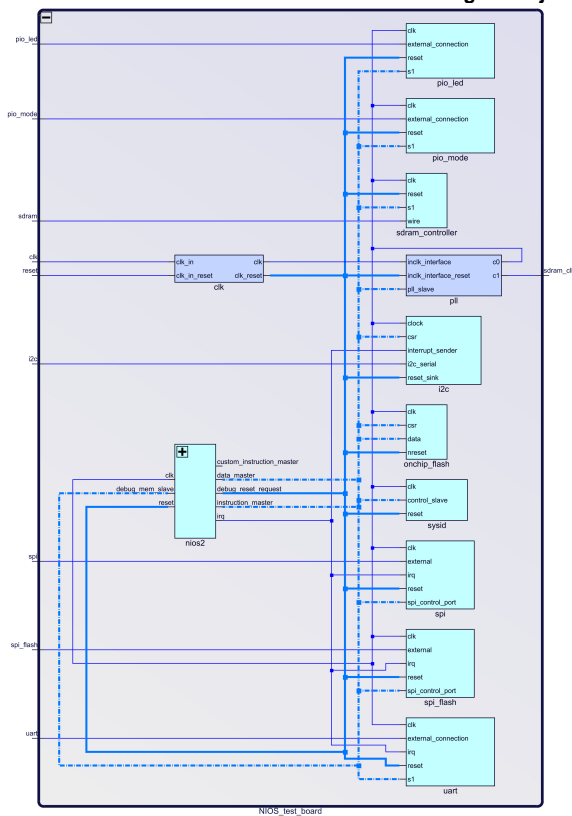 pio_led
pio_mode
sdram
clk
reset
i2c
spi
spi_flash
uart
sdram_cl
clk
external_connection
reset
s1
pio_led
clk
external_connection
reset
s1
pio_mode
clk
reset
s1
wire
sdram_controller
clk_in clk
clk_in_reset clk_reset
clk
inclk_interface c0
inclk_interface_reset c1
pll_slave
pll
clock
csr
interrupt_sender
i2c_serial
reset_sink
i2c
clk
csr
data
nreset
onchip_flash
custom_instruction_master
clk data_master
debug_mem_slave debug_reset_request
reset instruction_master
irq
nios2
clk
control_slave
reset
sysid
clk
external
irq
reset
spi_control_port
spi
clk
external
irq
reset
spi_control_port
spi_flash
clk
external_connection
irq
reset
s1
uart
NIOS_test_board